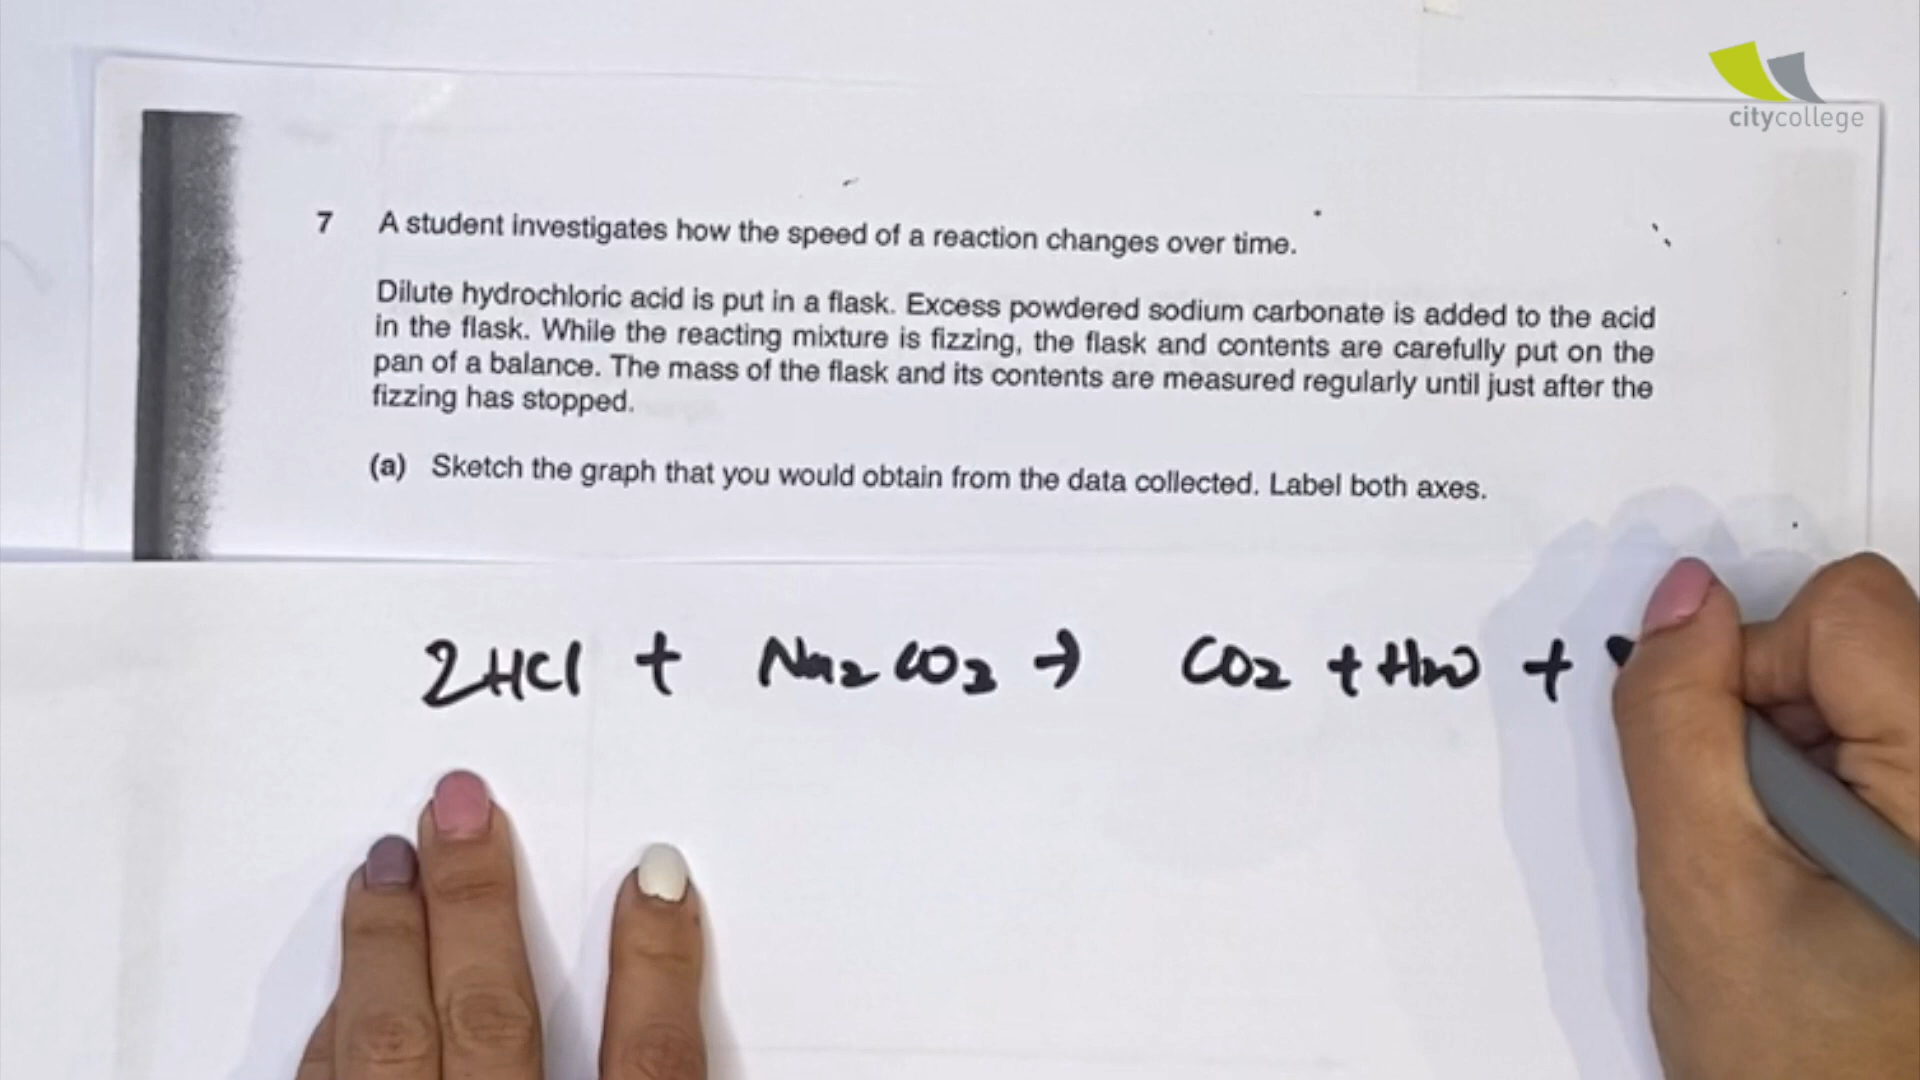 citycollege
7 A student investigates how the speed of a reaction changes over time.
Dilute hydrochloric acid is put in a flask. Excess powdered sodium carbonate is added to the acid
in the flask. While the reacting mixture is fizzing, the flask and contents are carefully put on the
pan of a balance. The mass of the flask and its contents are measured regularly until just after the
fizzing has stopped.
(a) Sketch the graph that you would obtain from the data collected. Label both axes.
2HCl + Na2CO3 → CO2 + H2O +